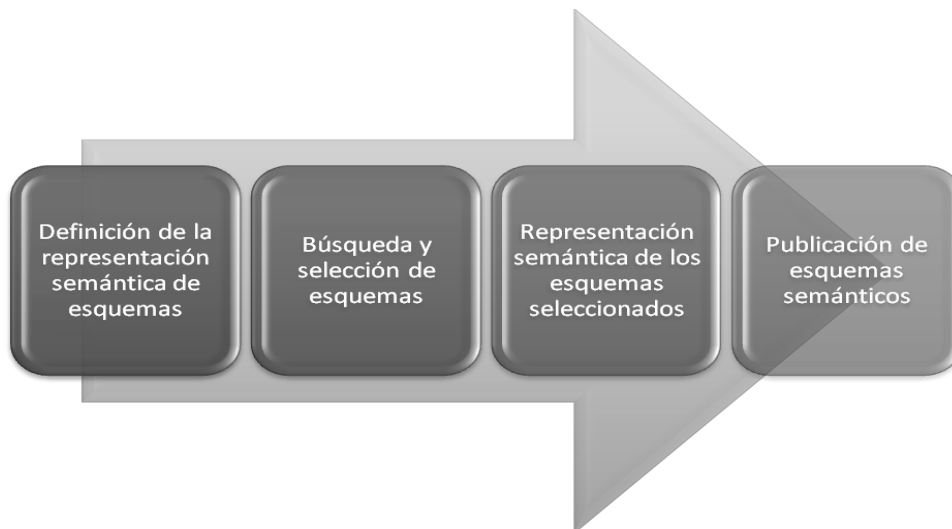 Definición de la
representación
semántica de
esquemas
Búsqueda y
selección de
esquemas
Representación
semántica de los
esquemas
seleccionados
Publicación de
esquemas
semánticos